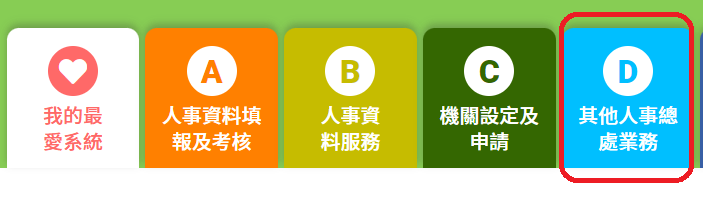 我的最
愛系統
A
人事資料填
報及考核
B
人事資
料服務
C
機關設定及
申請
D
其他人事總
處業務